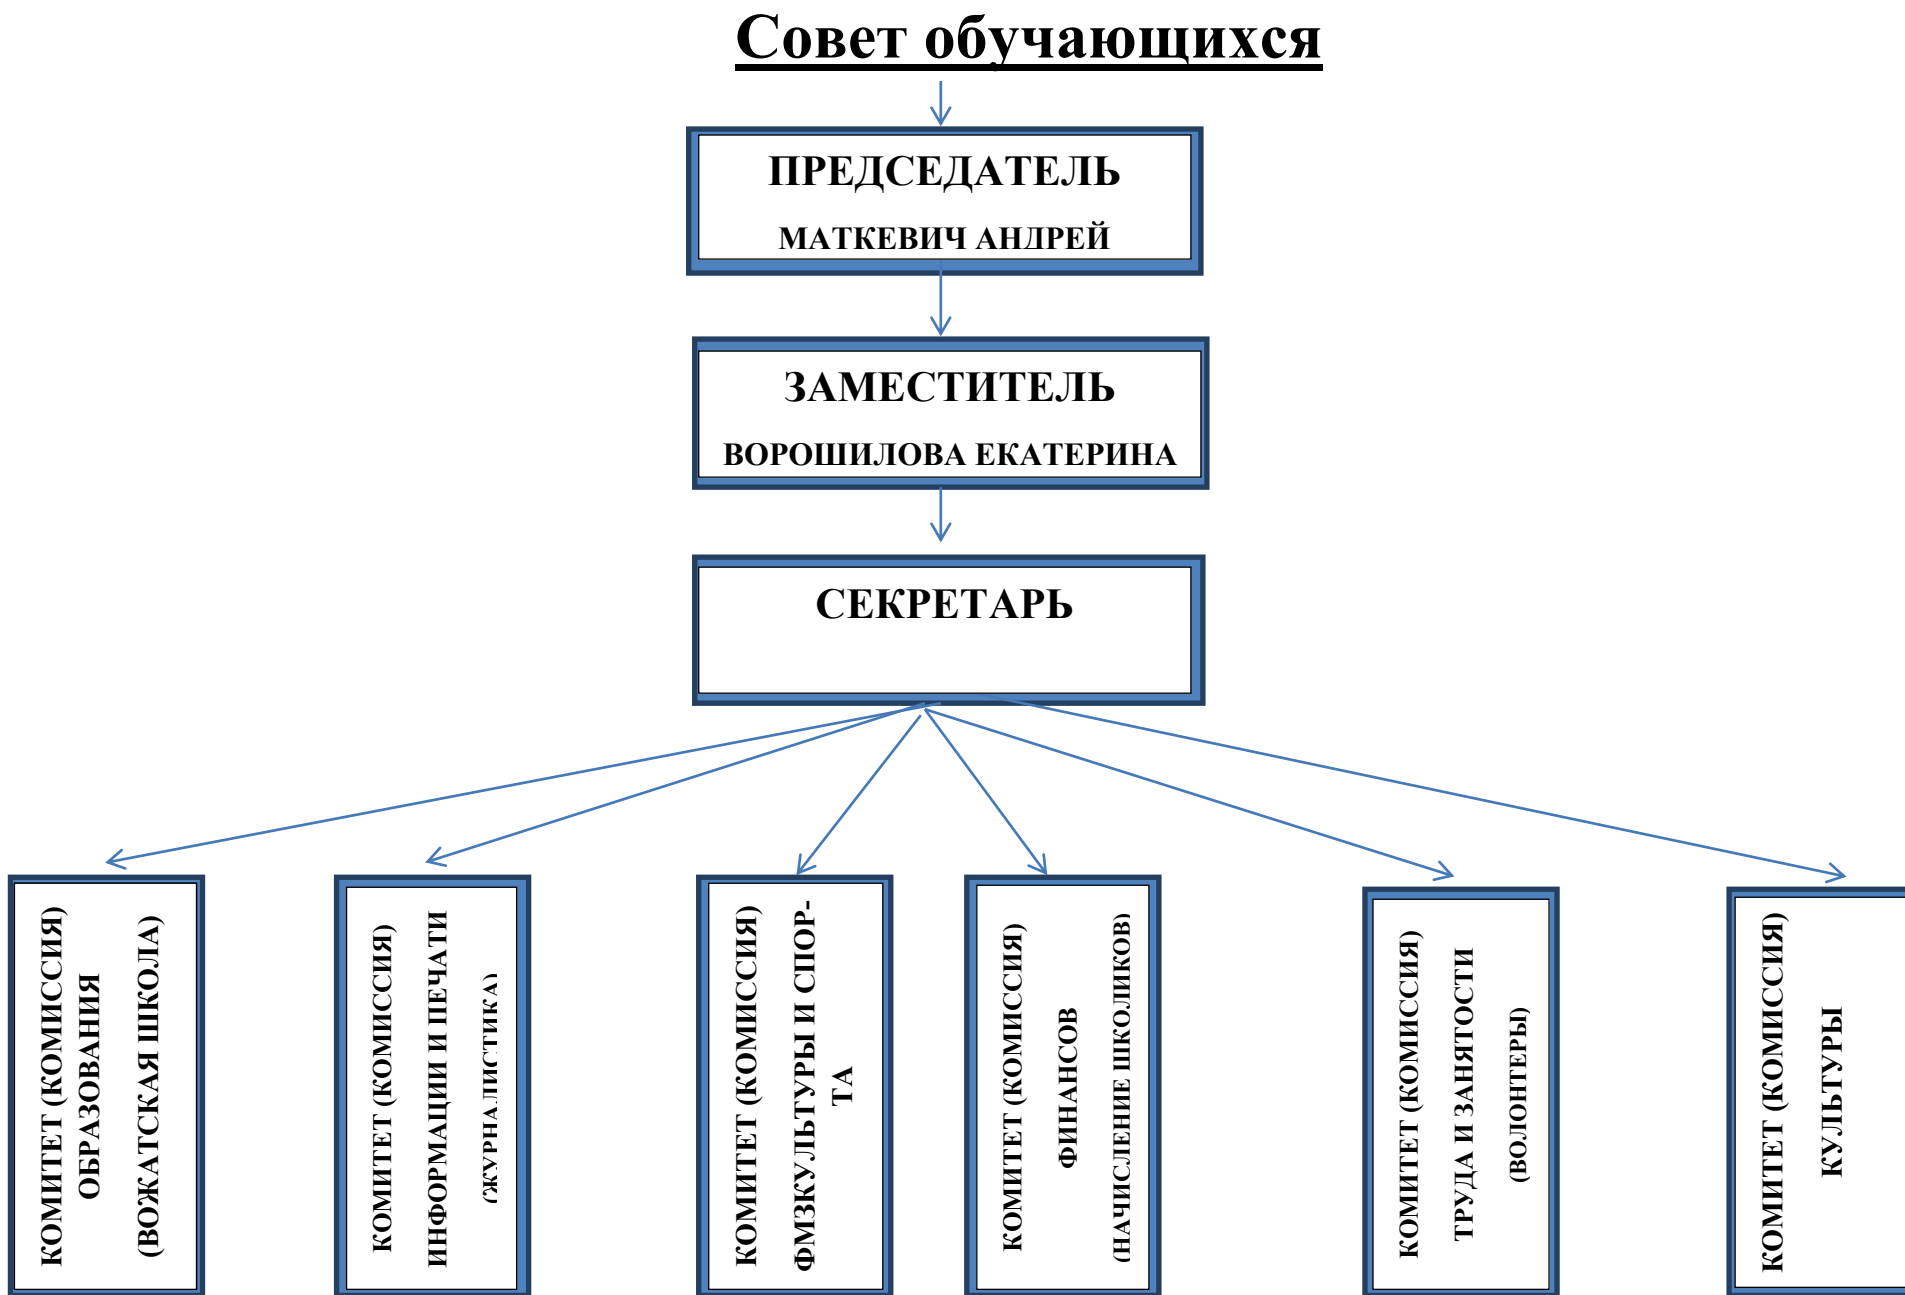 Совет обучающихся
ПРЕДСЕДАТЕЛЬ
МАТКЕВИЧ АНДРЕЙ
ЗАМЕСТИТЕЛЬ
ВОРОШИЛОВА ЕКАТЕРИНА
СЕКРЕТАРЬ
КОМИТЕТ (КОМИССИЯ)
ОБРАЗОВАНИЯ
(ВОЖАТСКАЯ ШКОЛА)
КОМИТЕТ (КОМИССИЯ)
ИНФОРМАЦИИ И ПЕЧАТИ
(ЖУРНАЛИСТИКА)
КОМИТЕТ (КОМИССИЯ)
ФМЗКУЛЬТУРЫ И СПОР-
ТА
КОМИТЕТ (КОМИССИЯ)
ФИНАНСОВ
(НАЧИСЛЕНИЕ ШКОЛИКОВ)
КОМИТЕТ (КОМИССИЯ)
ТРУДА И ЗАНЯТОСТИ
(ВОЛОНТЕРЫ)
КОМИТЕТ (КОМИССИЯ)
КУЛЬТУРЫ